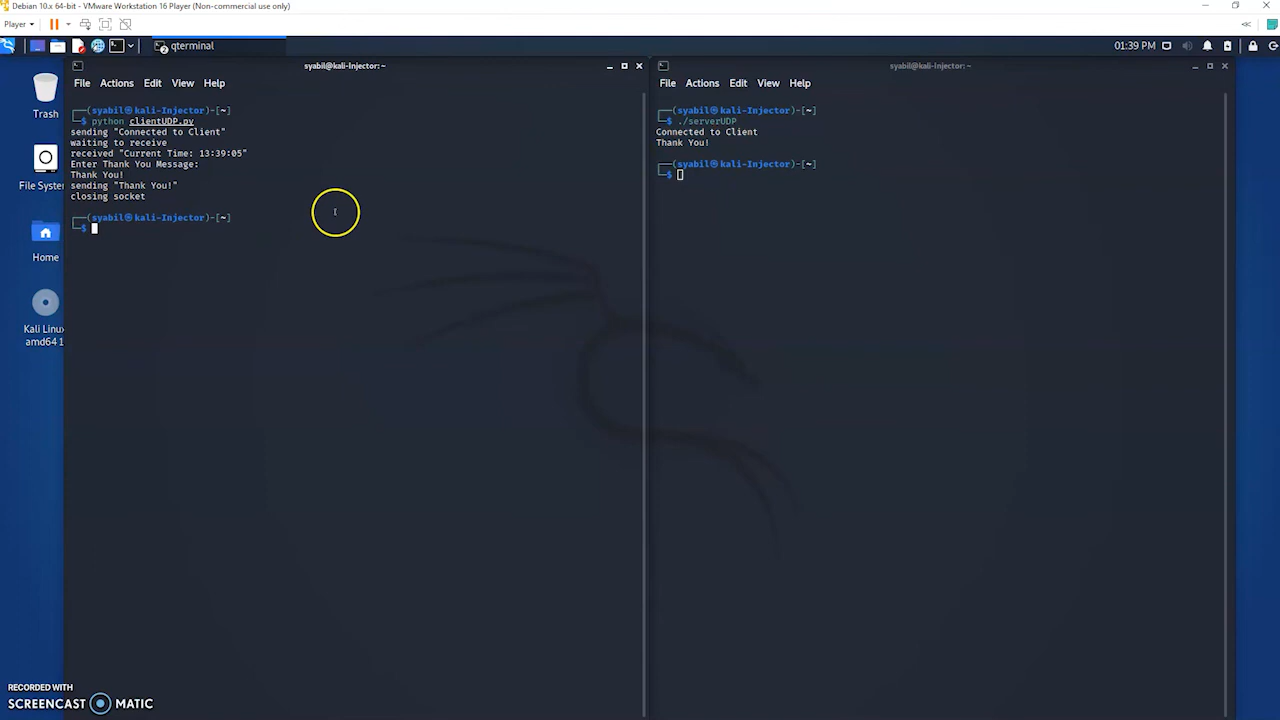 Debian 10.x 64-bit - VMware Workstation 16 Player (Non-commercial use only)
Player
qterminal
01:39 PM
syabil@kali-Injector: ~
File Actions Edit View Help
┌──(syabil㉿kali-Injector)-[~]
└─$ python clientUDP.py
sending "Connected to Client"
waiting to receive
received "Current Time: 13:39:05"
Enter Thank You Message:
Thank You!
sending "Thank You!"
closing socket
┌──(syabil㉿kali-Injector)-[~]
└─$
syabil@kali-Injector: ~
File Actions Edit View Help
┌──(syabil㉿kali-Injector)-[~]
└─$ ./serverUDP
Connected to Client
Thank You!
┌──(syabil㉿kali-Injector)-[~]
└─$
Trash
File System
Home
Kali Linux
amd64 1
RECORDED WITH
SCREENCAST MATIC